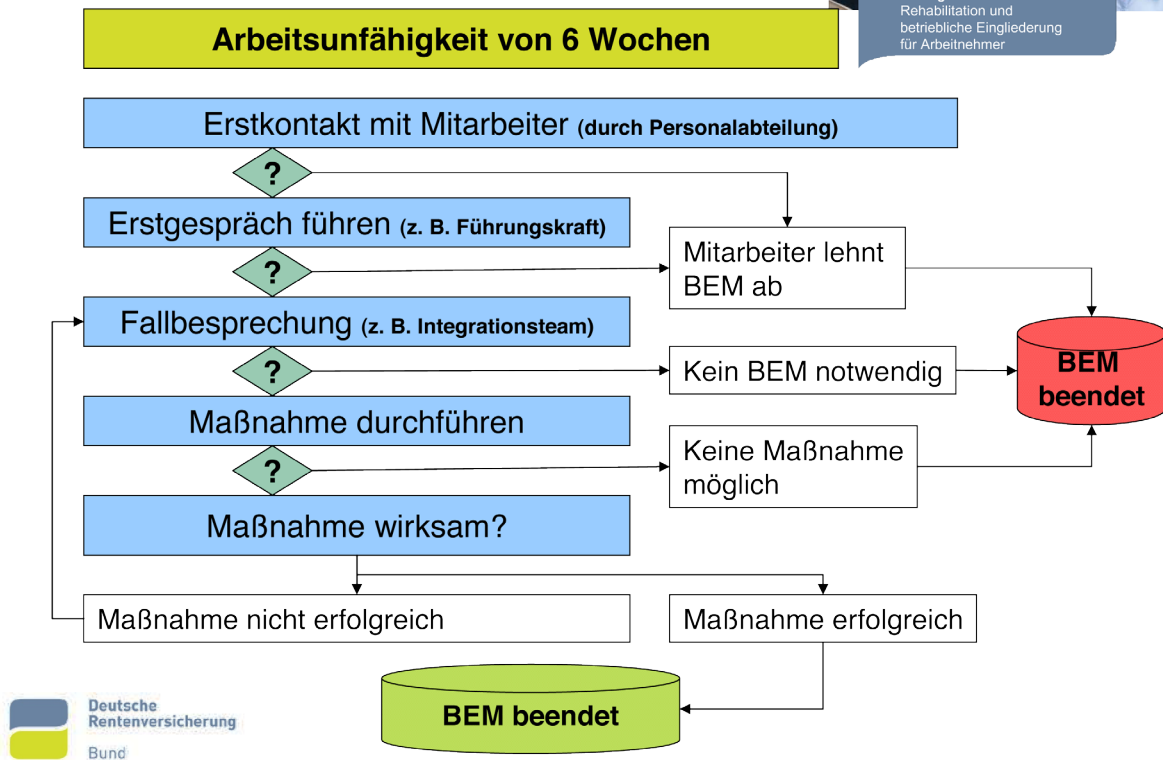 Rehabilitation und
betriebliche Eingliederung
für Arbeitnehmer
Arbeitsunfähigkeit von 6 Wochen
Erstkontakt mit Mitarbeiter (durch Personalabteilung)
?
Erstgespräch führen (z. B. Führungskraft)
?
Mitarbeiter lehnt
BEM ab
Fallbesprechung (z. B. Integrationsteam)
?
Kein BEM notwendig
BEM
beendet
Maßnahme durchführen
?
Keine Maßnahme
möglich
Maßnahme wirksam?
Maßnahme nicht erfolgreich
Maßnahme erfolgreich
BEM beendet
Deutsche
Rentenversicherung
Bund